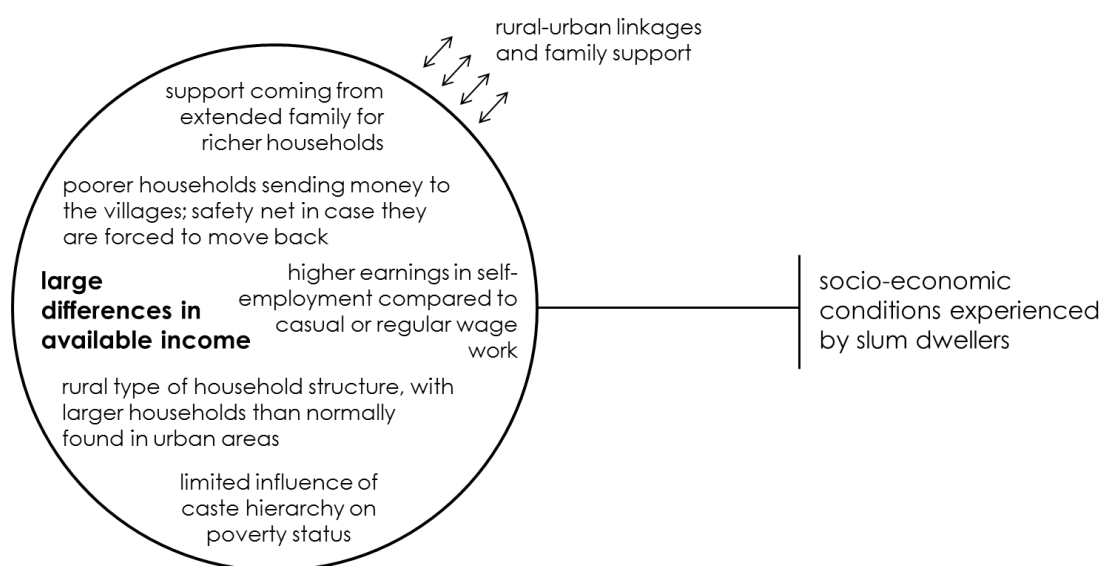 rural-urban linkages
and family support
support coming from
extended family for
richer households
poorer households sending money to
the villages; safety net in case they
are forced to move back
large
differences in
available income
higher earnings in self-
employment compared to
casual or regular wage
work
rural type of household structure, with
larger households than normally
found in urban areas
limited influence of
caste hierarchy on
poverty status
socio-economic
conditions experienced
by slum dwellers